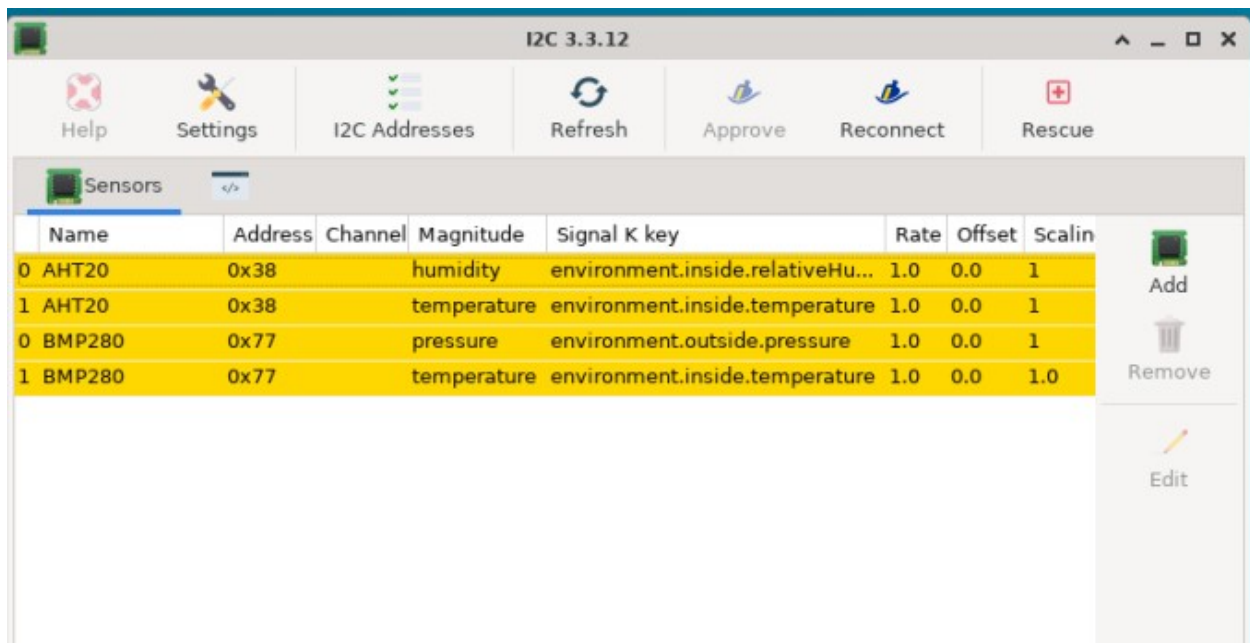 I2C 3.3.12
Help Settings I2C Addresses Refresh Approve Reconnect Rescue
Sensors </>
Name Address Channel Magnitude Signal K key Rate Offset Scalin
0 AHT20 0x38 humidity environment.inside.relativeHu... 1.0 0.0 1
1 AHT20 0x38 temperature environment.inside.temperature 1.0 0.0 1
0 BMP280 0x77 pressure environment.outside.pressure 1.0 0.0 1
1 BMP280 0x77 temperature environment.inside.temperature 1.0 0.0 1.0
Add
Remove
Edit